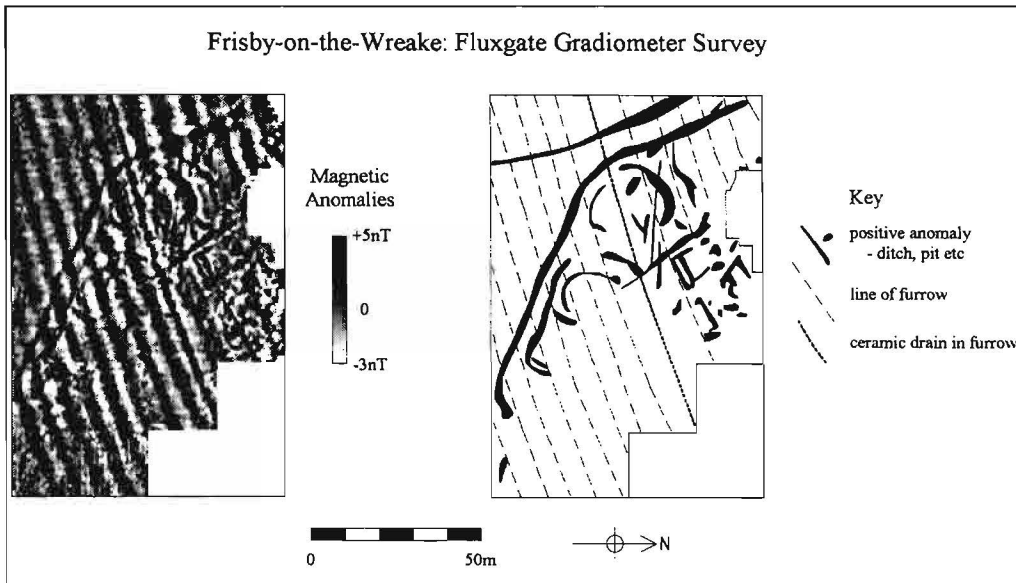 Frisby-on-the-Wreake: Fluxgate Gradiometer Survey
Magnetic
Anomalies
+5nT
0
-3nT
Key
positive anomaly
- ditch, pit etc
line of furrow
ceramic drain in furrow
0
50m
N